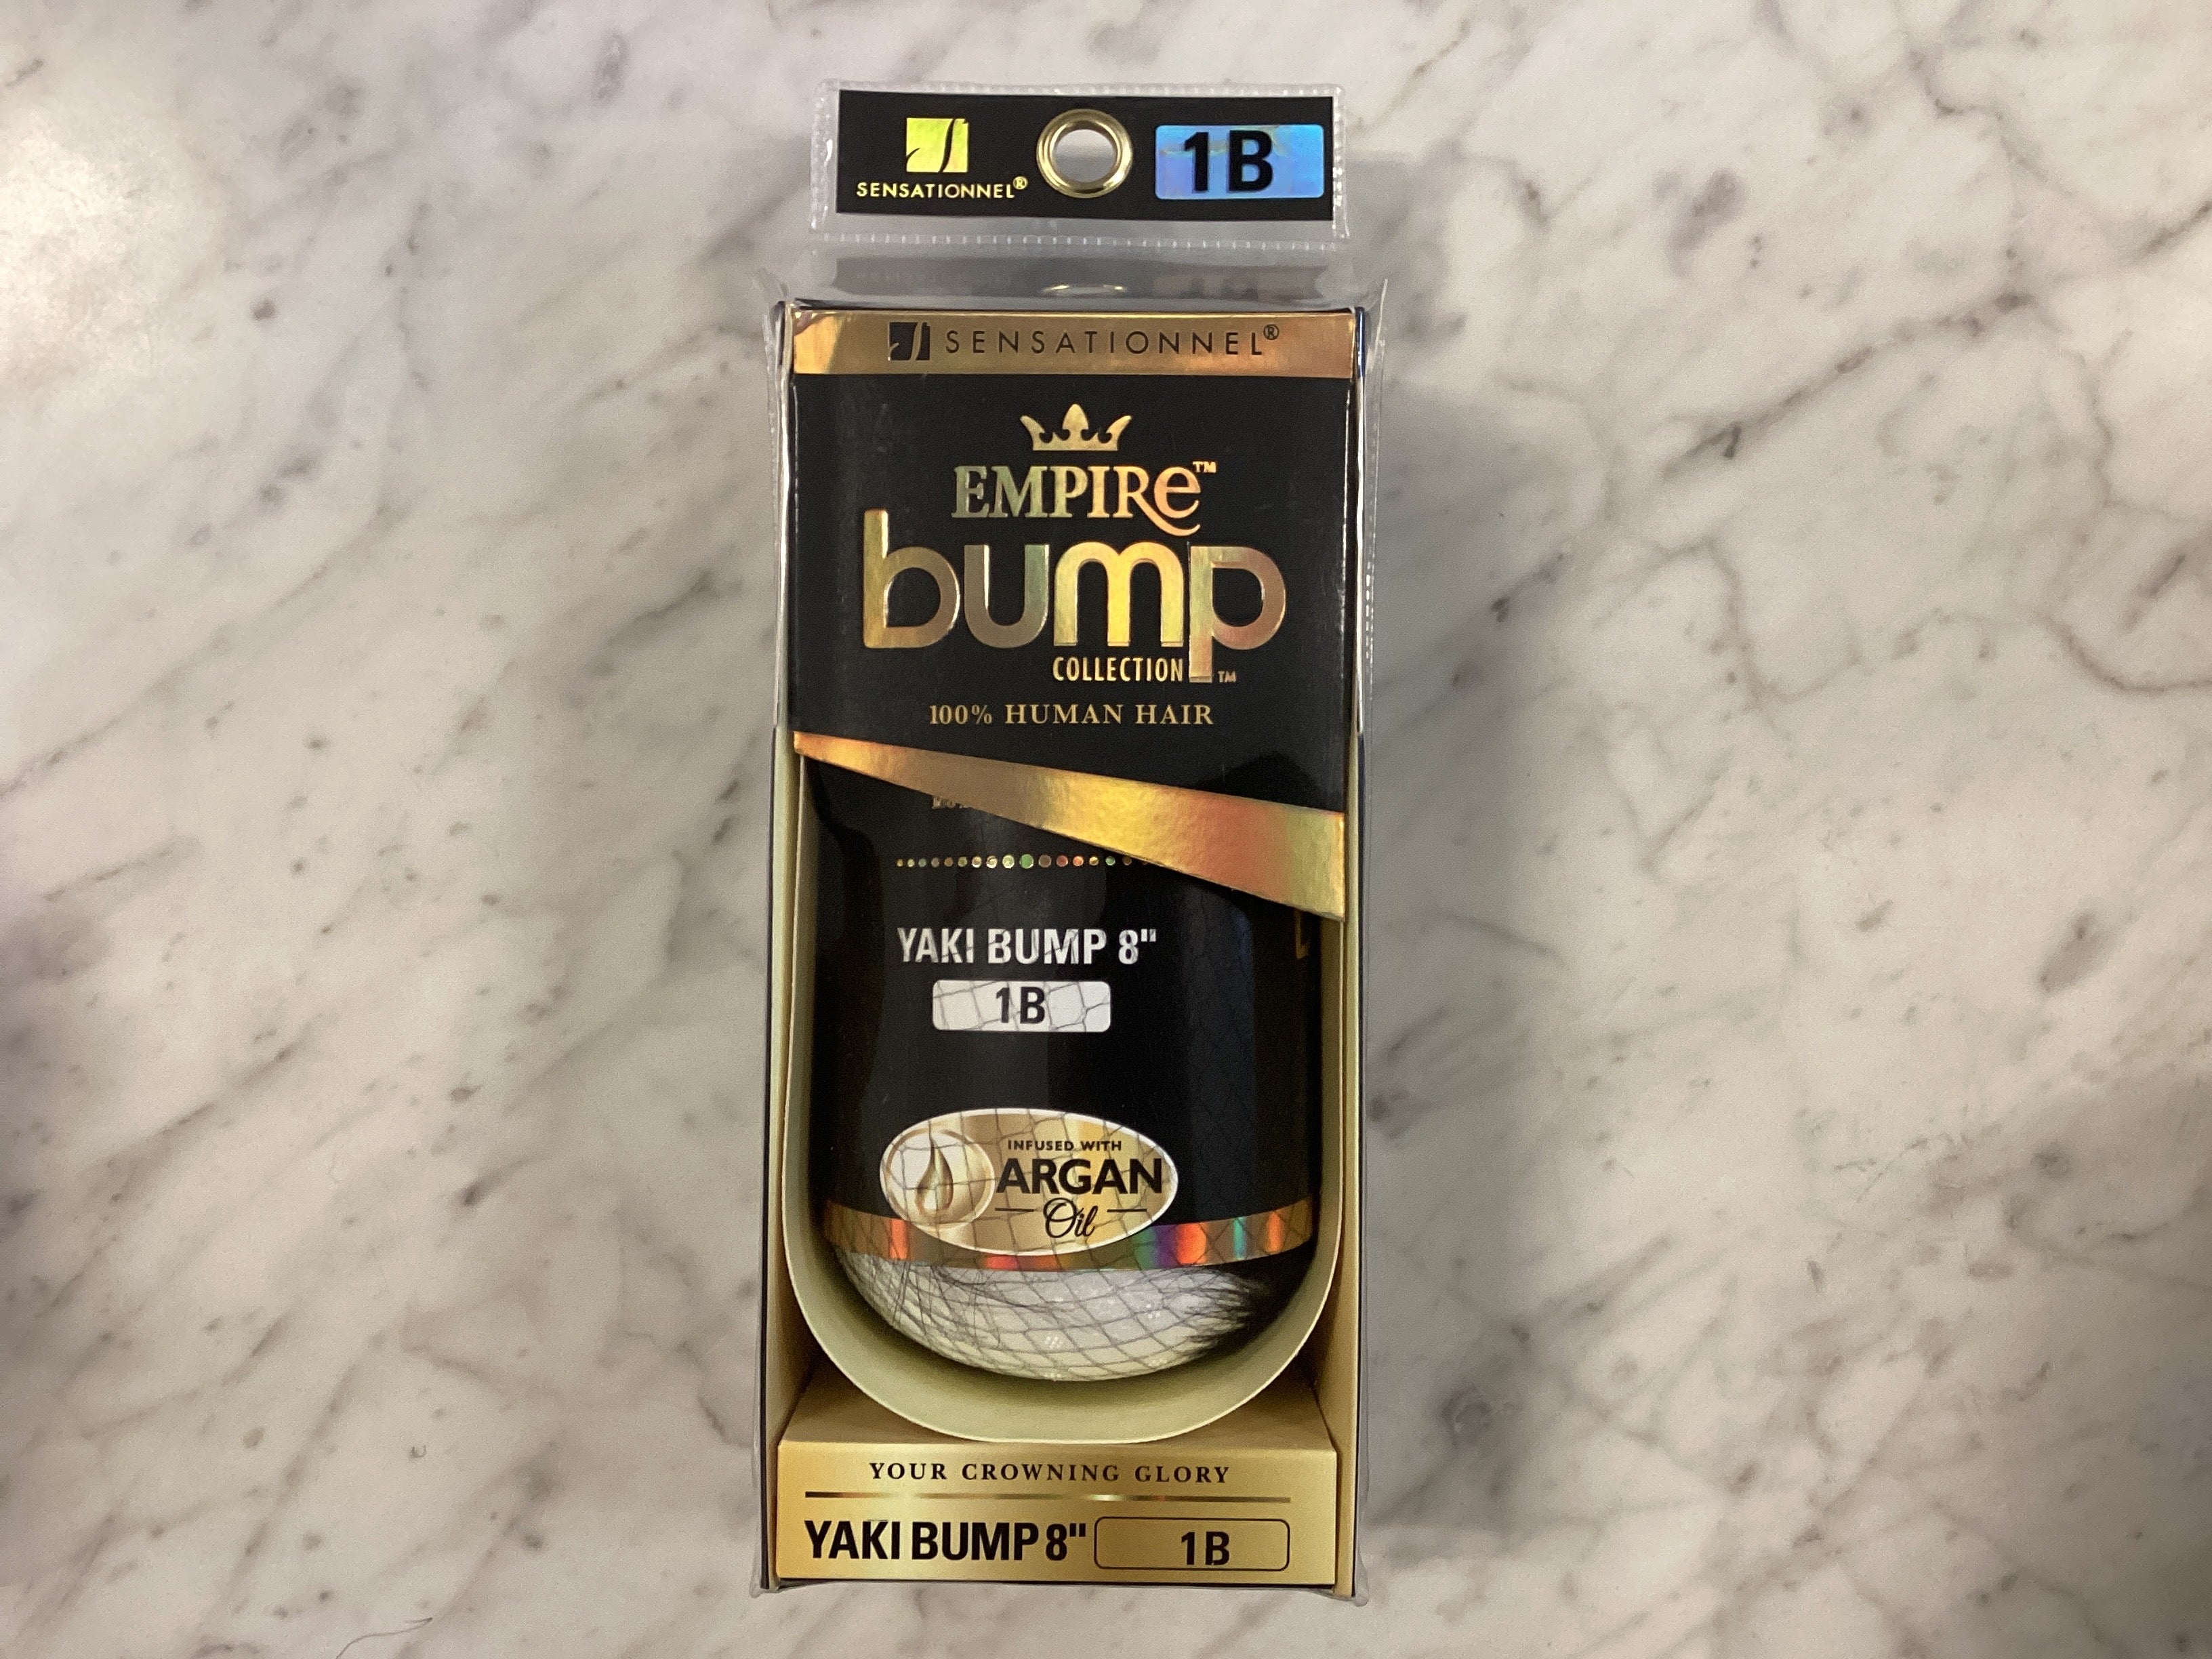 SENSATIONNEL®
1B
SENSATIONNEL®
EMPIRe™
bump
COLLECTION™
100% HUMAN HAIR
YAKI BUMP 8"
1B
INFUSED WITH
ARGAN
Oil
YOUR CROWNING GLORY
YAKI BUMP 8" 1B